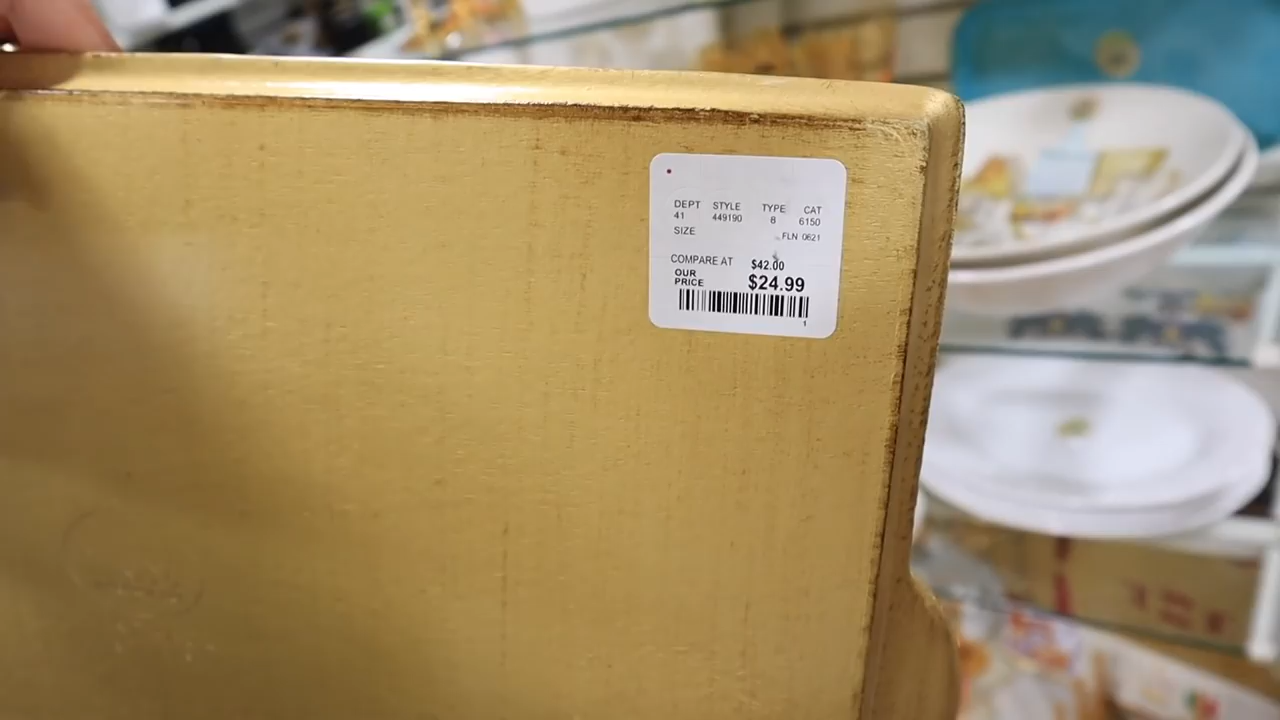 DEPT STYLE TYPE CAT
41 449190 8 6150
SIZE FLN 0621
COMPARE AT $42.00
OUR PRICE $24.99
1